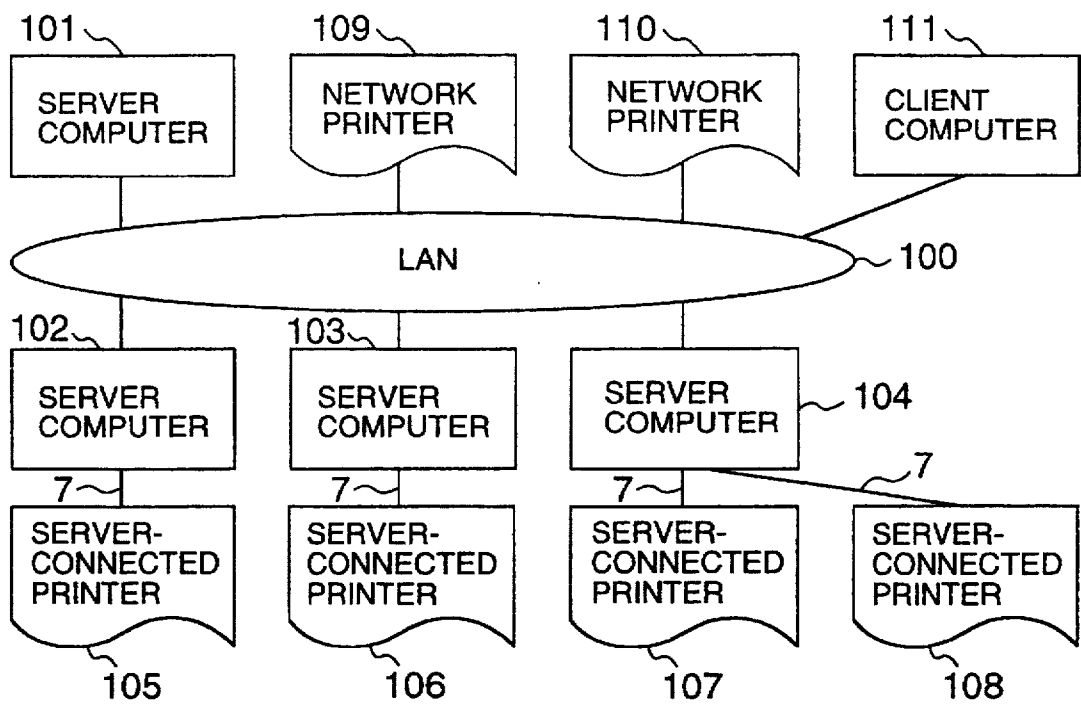 101
109
110
111
SERVER
COMPUTER
NETWORK
PRINTER
NETWORK
PRINTER
CLIENT
COMPUTER
LAN
100
102
103
SERVER
COMPUTER
SERVER
COMPUTER
SERVER
COMPUTER
104
7
7
7
7
SERVER-
CONNECTED
PRINTER
SERVER-
CONNECTED
PRINTER
SERVER-
CONNECTED
PRINTER
SERVER-
CONNECTED
PRINTER
105
106
107
108